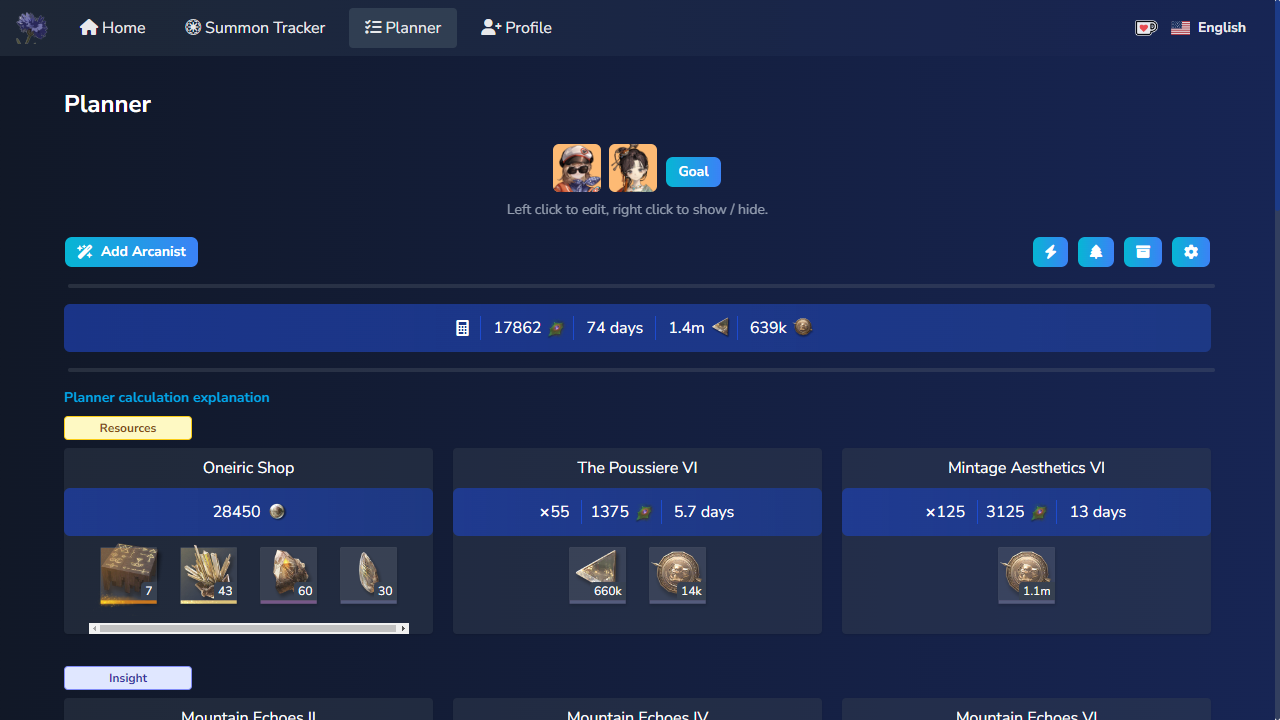 Home Summon Tracker Planner Profile English
Planner
Goal
Left click to edit, right click to show / hide.
Add Arcanist
17862 74 days 1.4m 639k
Planner calculation explanation
Resources
Oneiric Shop
28450
7 43 60 30
The Poussiere VI
×55 1375 5.7 days
660k 14k
Mintage Aesthetics VI
×125 3125 13 days
1.1m
Insight
Mountain Echoes II
Mountain Echoes IV
Mountain Echoes VI